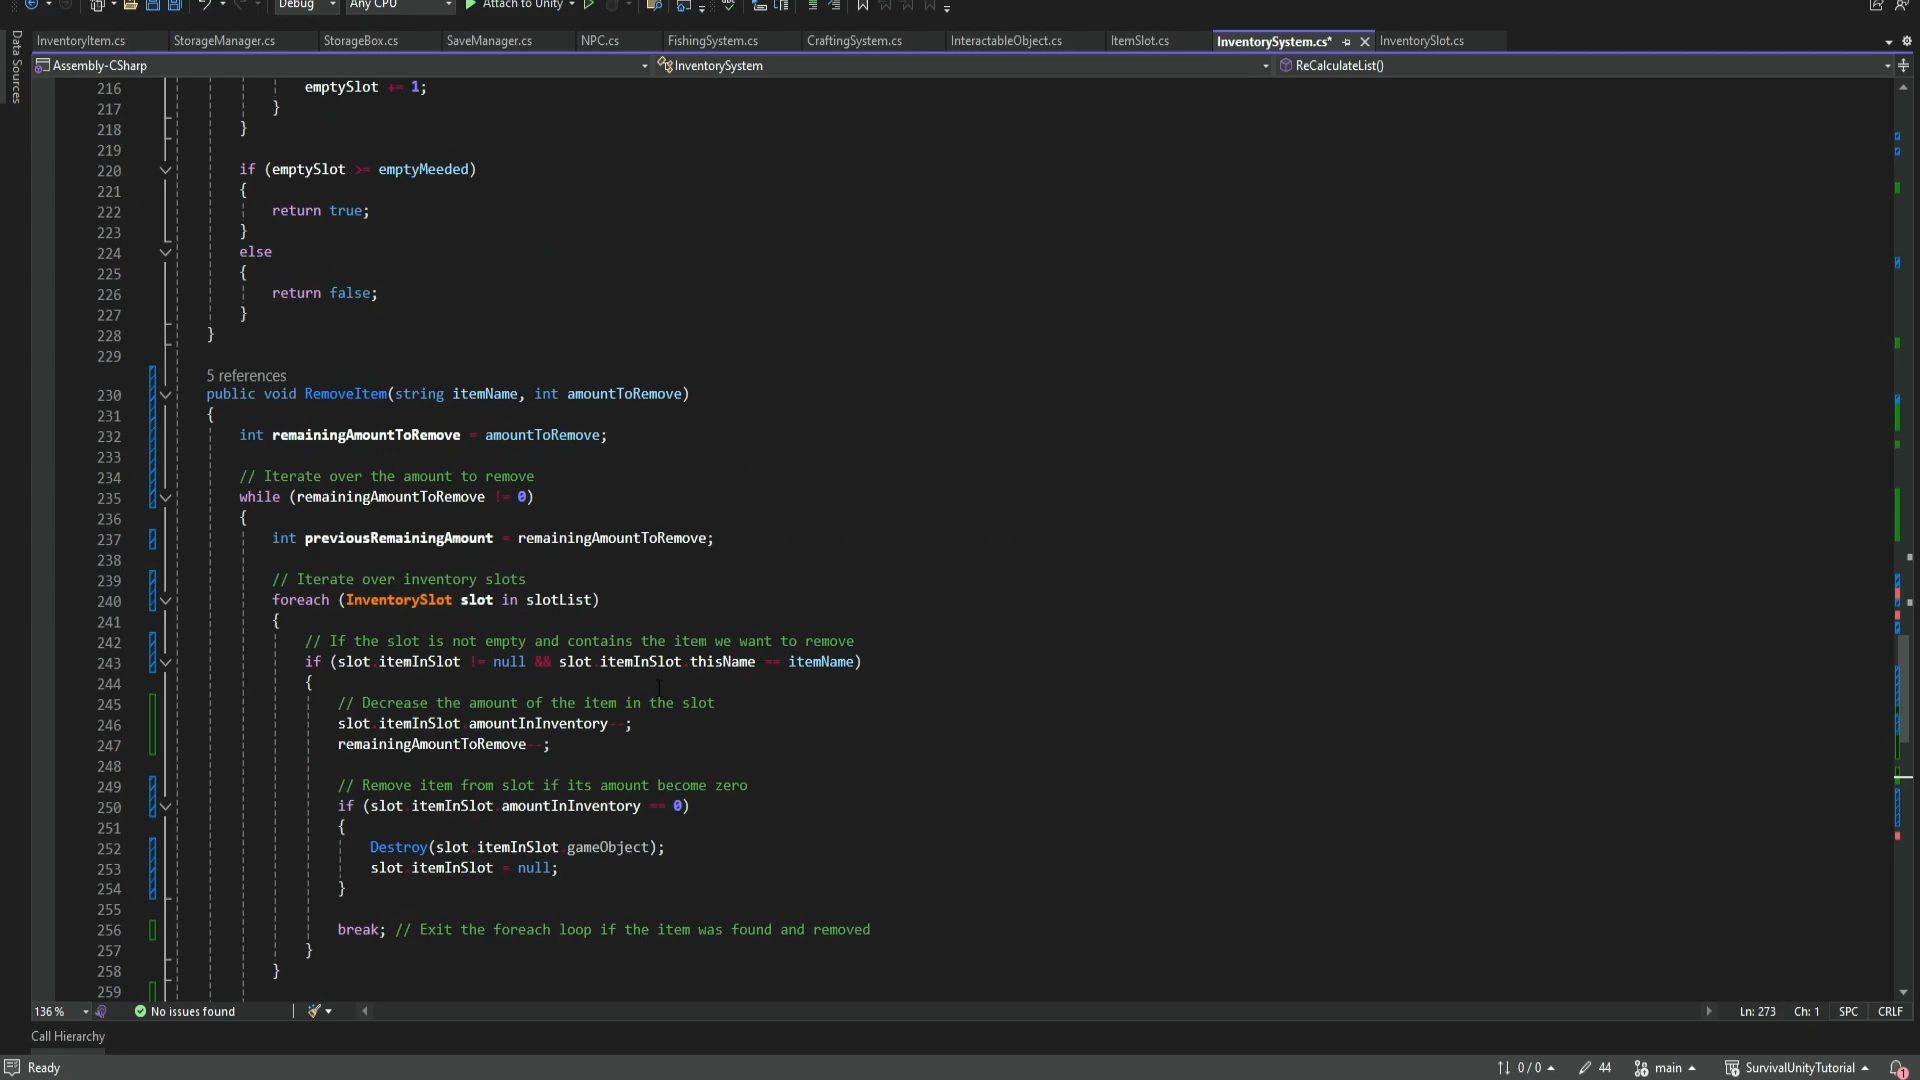 Debug Any CPU Attach to Unity
InventoryItem.cs StorageManager.cs StorageBox.cs SaveManager.cs NPC.cs FishingSystem.cs CraftingSystem.cs InteractableObject.cs ItemSlot.cs InventorySystem.cs* InventorySlot.cs
Data Sources
Assembly-CSharp InventorySystem ReCalculateList()
216 emptySlot += 1;
217 }
218 }
219
220 if (emptySlot >= emptyMeeded)
221 {
222 return true;
223 }
224 else
225 {
226 return false;
227 }
228 }
229
5 references
230 public void RemoveItem(string itemName, int amountToRemove)
231 {
232 int remainingAmountToRemove = amountToRemove;
233
234 // Iterate over the amount to remove
235 while (remainingAmountToRemove != 0)
236 {
237 int previousRemainingAmount = remainingAmountToRemove;
238
239 // Iterate over inventory slots
240 foreach (InventorySlot slot in slotList)
241 {
242 // If the slot is not empty and contains the item we want to remove
243 if (slot.itemInSlot != null && slot.itemInSlot.thisName == itemName)
244 {
245 // Decrease the amount of the item in the slot
246 slot.itemInSlot.amountInInventory--;
247 remainingAmountToRemove--;
248
249 // Remove item from slot if its amount become zero
250 if (slot.itemInSlot.amountInInventory == 0)
251 {
252 Destroy(slot.itemInSlot.gameObject);
253 slot.itemInSlot = null;
254 }
255
256 break; // Exit the foreach loop if the item was found and removed
257 }
258 }
259
136 % No issues found Ln: 273 Ch: 1 SPC CRLF
Call Hierarchy
Ready 0 / 0 44 main SurvivalUnityTutorial 1